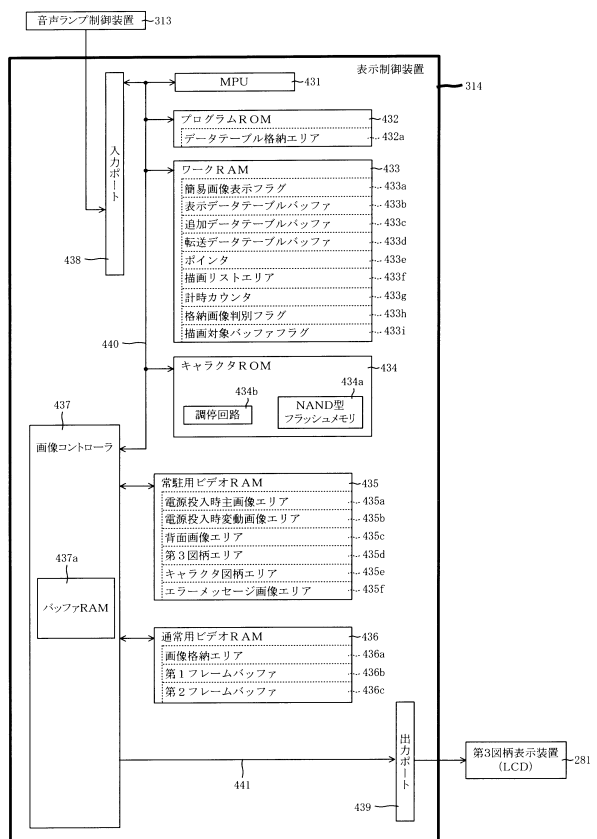 音声ランプ制御装置
313
表示制御装置
314
MPU
431
プログラムROM
432
データテーブル格納エリア
432a
入力ポート
438
ワークRAM
433
簡易画像表示フラグ
433a
表示データテーブルバッファ
433b
追加データテーブルバッファ
433c
転送データテーブルバッファ
433d
ポインタ
433e
描画リストエリア
433f
計時カウンタ
433g
格納画像判別フラグ
433h
描画対象バッファフラグ
433i
440
キャラクタROM
434
434b
調停回路
434a
NAND型
フラッシュメモリ
437
画像コントローラ
437a
バッファRAM
常駐用ビデオRAM
435
電源投入時主画像エリア
435a
電源投入時変動画像エリア
435b
背面画像エリア
435c
第3図柄エリア
435d
キャラクタ図柄エリア
435e
エラーメッセージ画像エリア
435f
通常用ビデオRAM
436
画像格納エリア
436a
第1フレームバッファ
436b
第2フレームバッファ
436c
441
出力ポート
439
第3図柄表示装置
(LCD)
281